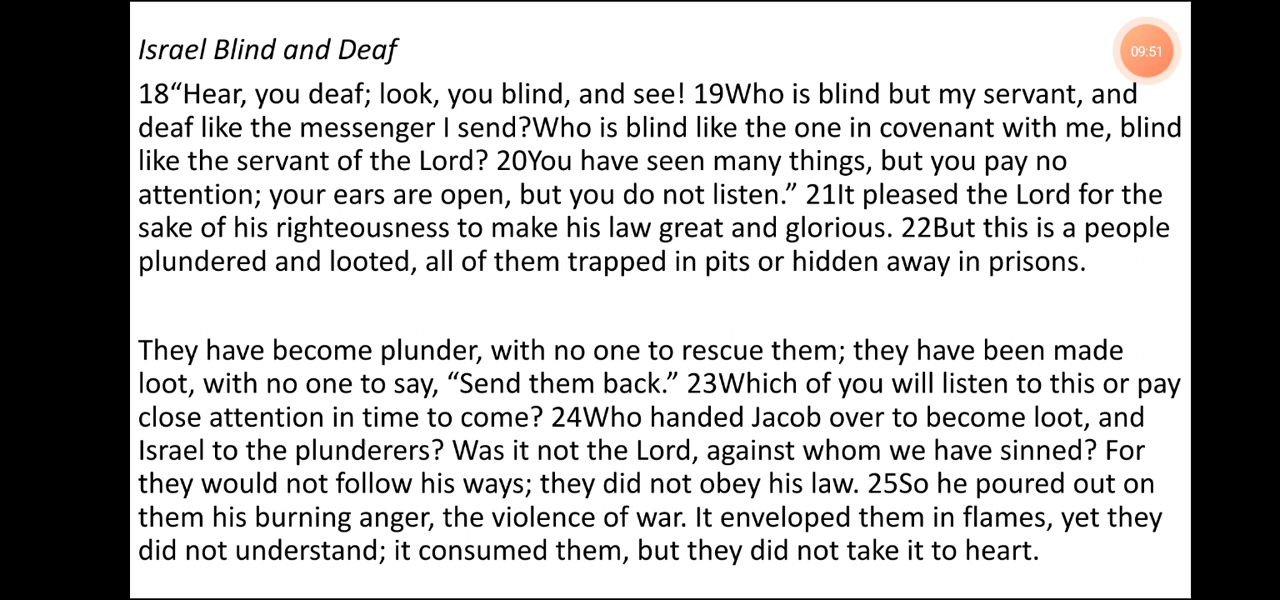 Israel Blind and Deaf
09:51
18“Hear, you deaf; look, you blind, and see! 19Who is blind but my servant, and
deaf like the messenger I send?Who is blind like the one in covenant with me, blind
like the servant of the Lord? 20You have seen many things, but you pay no
attention; your ears are open, but you do not listen.” 21It pleased the Lord for the
sake of his righteousness to make his law great and glorious. 22But this is a people
plundered and looted, all of them trapped in pits or hidden away in prisons.
They have become plunder, with no one to rescue them; they have been made
loot, with no one to say, “Send them back.” 23Which of you will listen to this or pay
close attention in time to come? 24Who handed Jacob over to become loot, and
Israel to the plunderers? Was it not the Lord, against whom we have sinned? For
they would not follow his ways; they did not obey his law. 25So he poured out on
them his burning anger, the violence of war. It enveloped them in flames, yet they
did not understand; it consumed them, but they did not take it to heart.